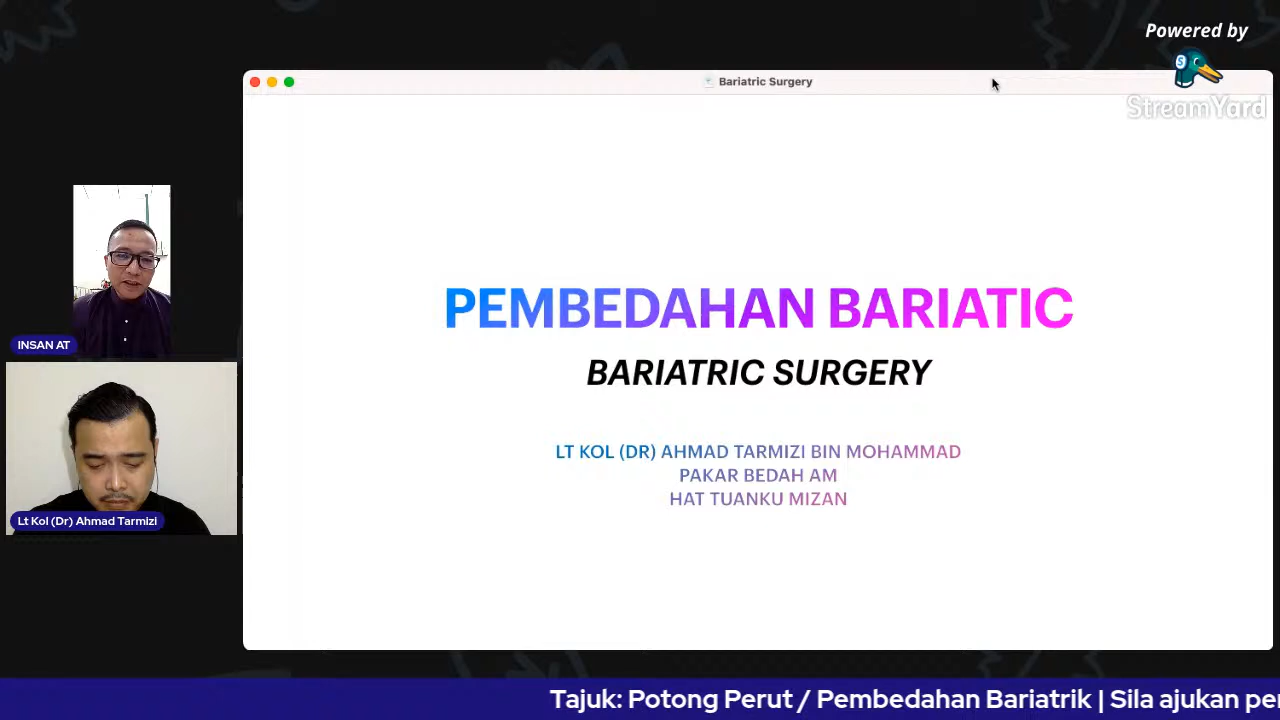 Powered by
StreamYard
Bariatric Surgery
PEMBEDAHAN BARIATIC
BARIATRIC SURGERY
LT KOL (DR) AHMAD TARMIZI BIN MOHAMMAD
PAKAR BEDAH AM
HAT TUANKU MIZAN
INSAN AT
Lt Kol (Dr) Ahmad Tarmizi
Tajuk: Potong Perut / Pembedahan Bariatrik | Sila ajukan